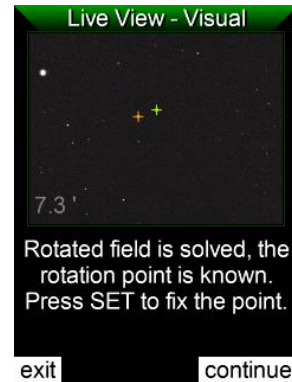 Live View - Visual
7.3 '
Rotated field is solved, the
rotation point is known.
Press SET to fix the point.
exit continue